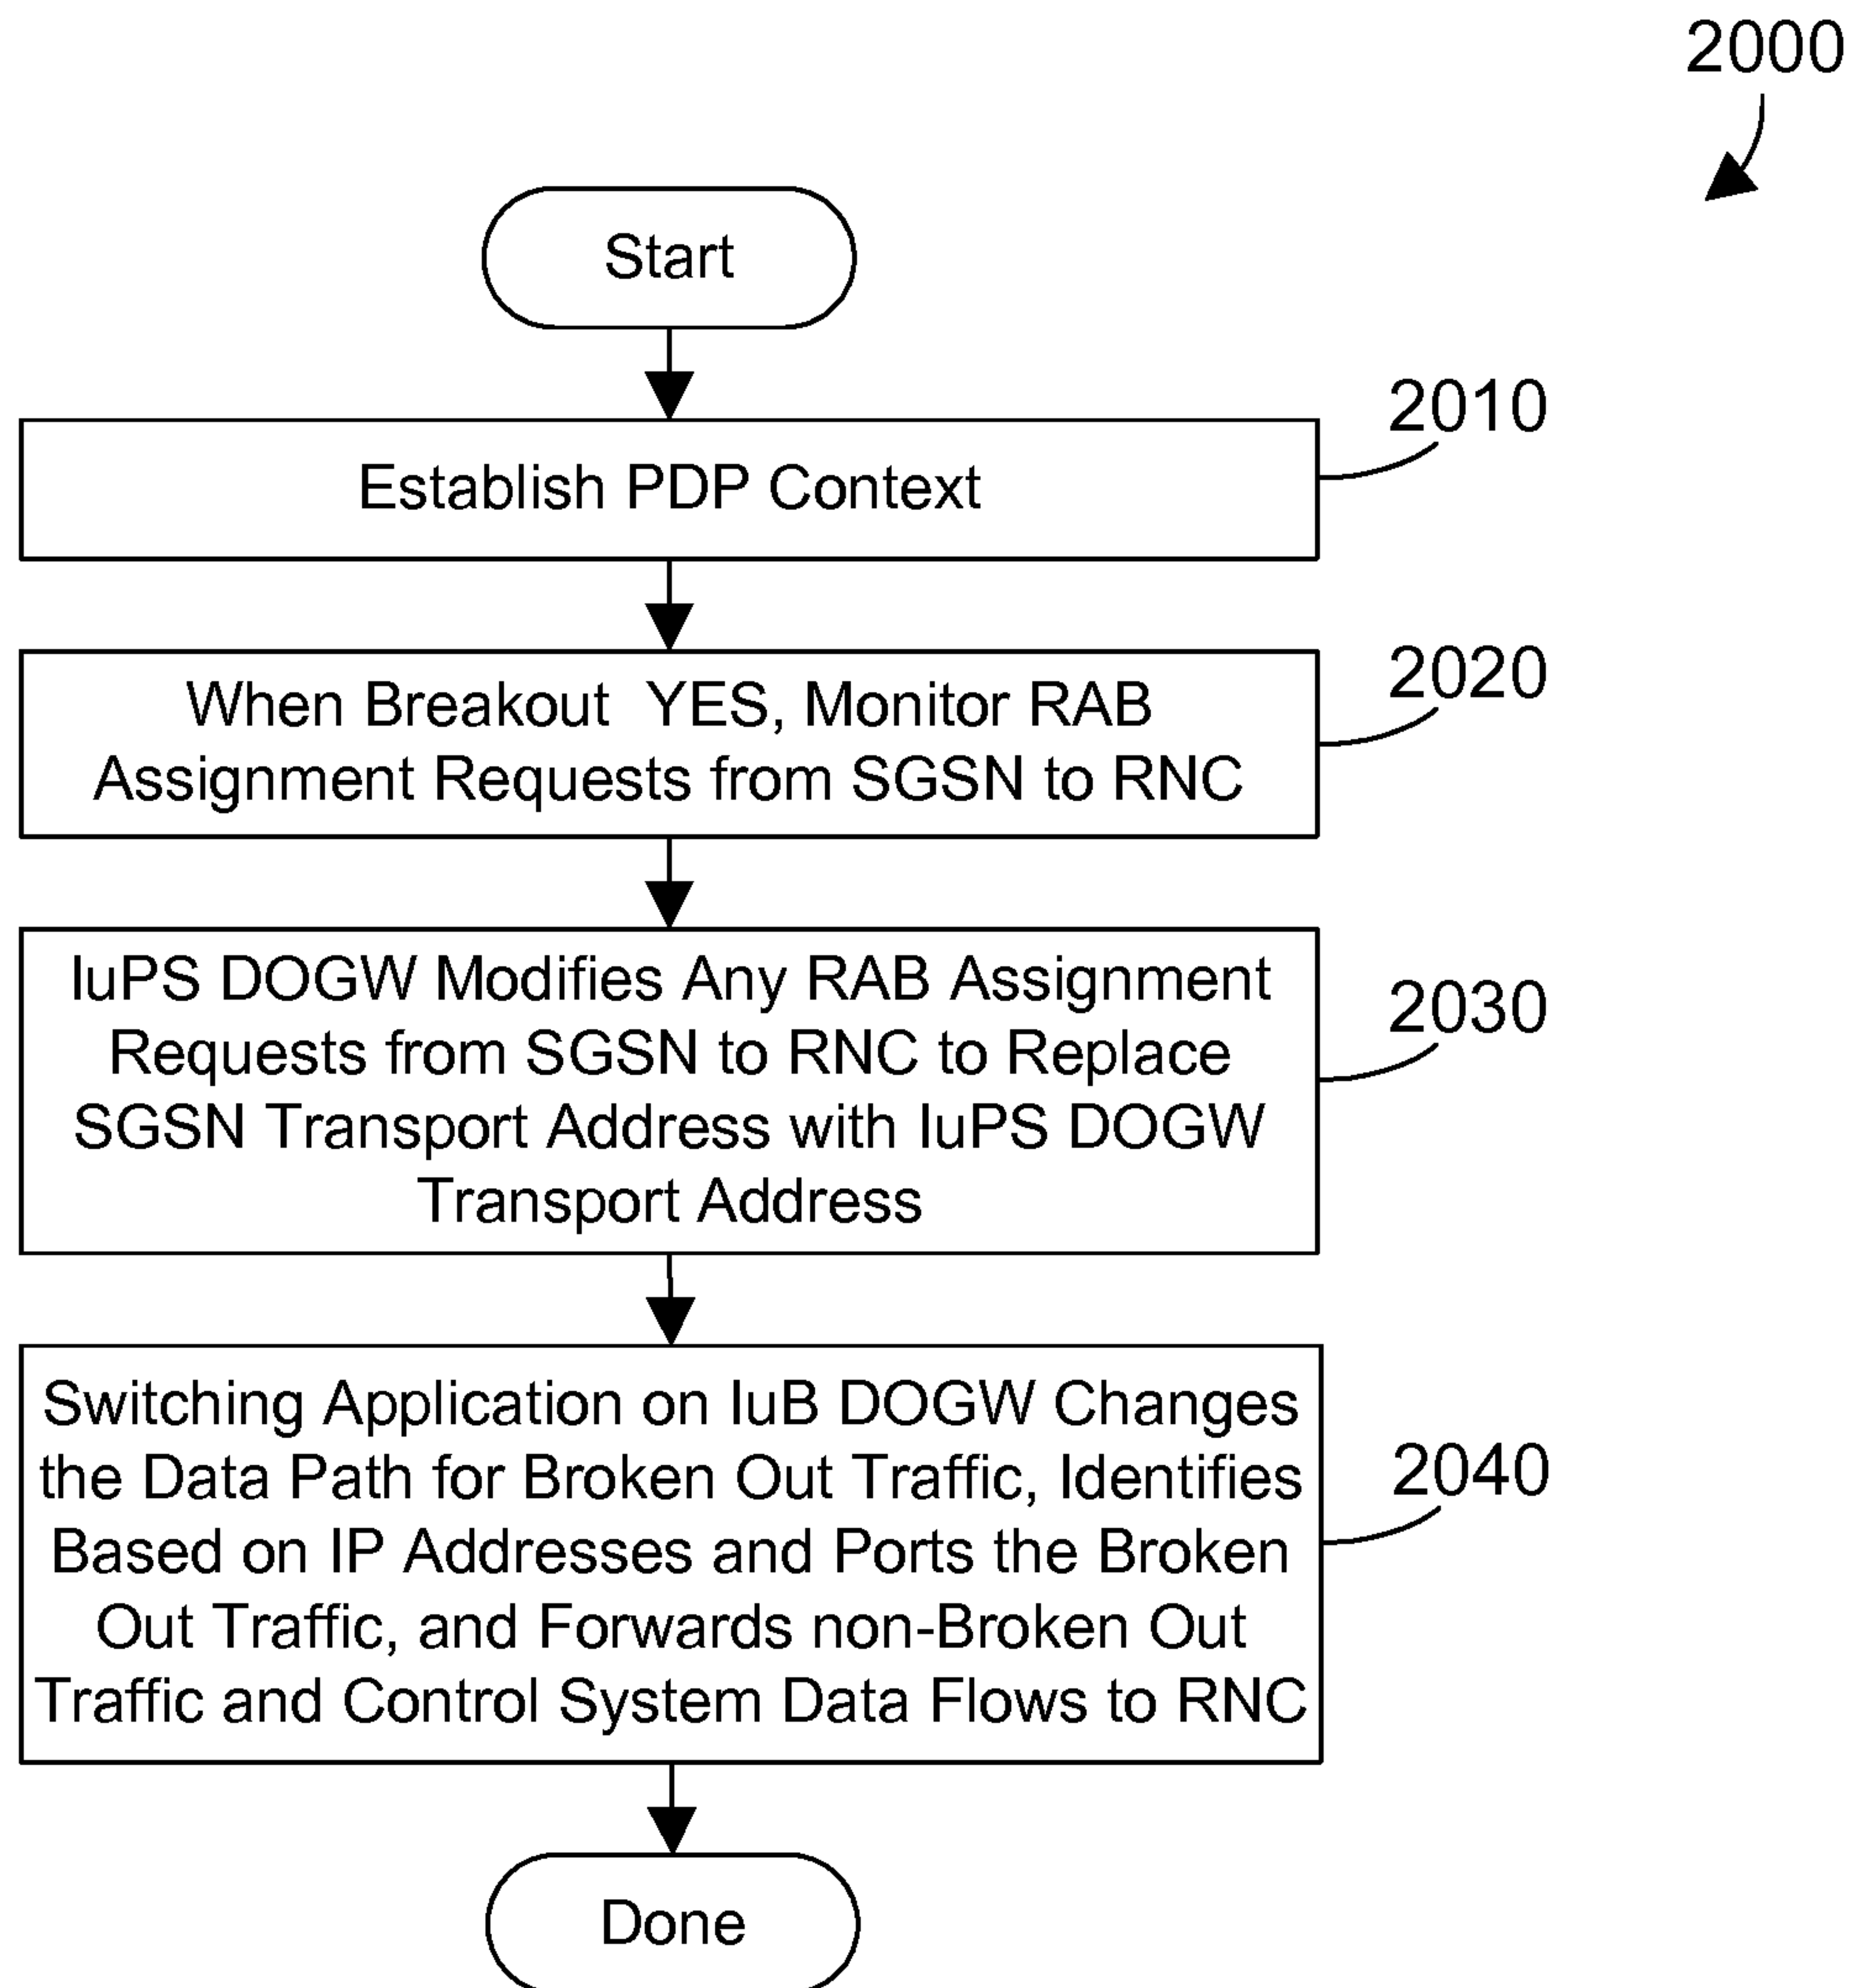 2000
Start
2010
Establish PDP Context
2020
When Breakout YES, Monitor RAB
Assignment Requests from SGSN to RNC
2030
IuPS DOGW Modifies Any RAB Assignment
Requests from SGSN to RNC to Replace
SGSN Transport Address with IuPS DOGW
Transport Address
2040
Switching Application on IuB DOGW Changes
the Data Path for Broken Out Traffic, Identifies
Based on IP Addresses and Ports the Broken
Out Traffic, and Forwards non-Broken Out
Traffic and Control System Data Flows to RNC
Done